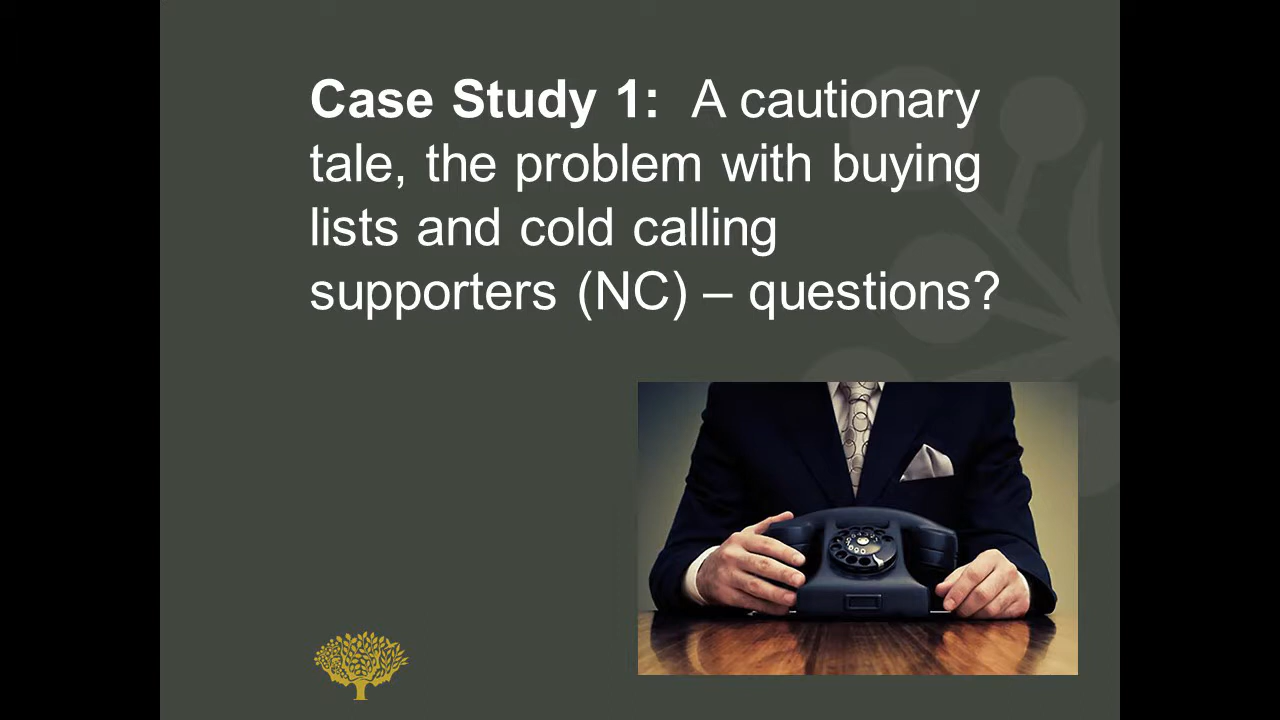 Case Study 1: A cautionary
tale, the problem with buying
lists and cold calling
supporters (NC) – questions?